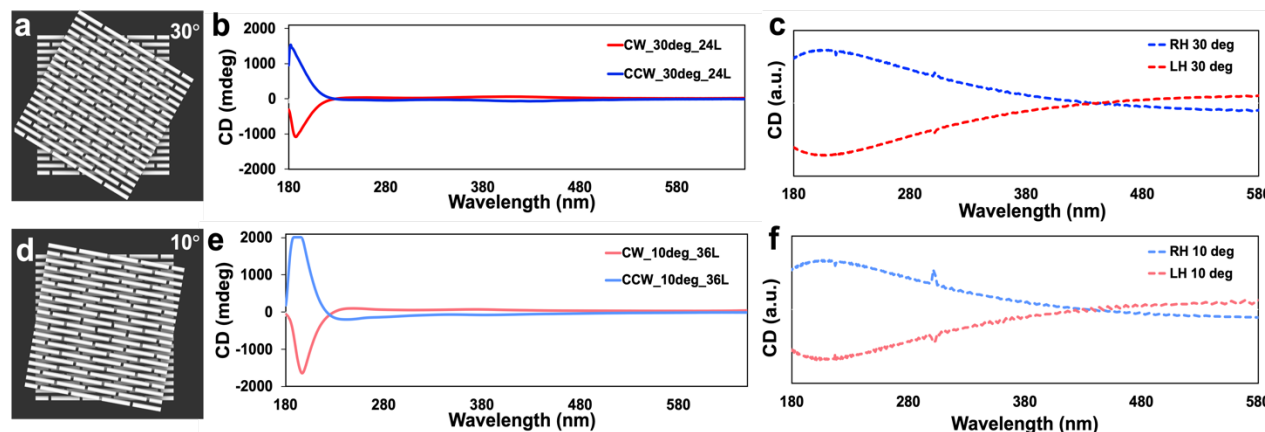 a
30°
b
2000
1000
0
-1000
-2000
CD (mdeg)
CW_30deg_24L
CCW_30deg_24L
180
280
380
480
580
Wavelength (nm)
c
CD (a.u.)
RH 30 deg
LH 30 deg
180
280
380
480
580
Wavelength (nm)
d
10°
e
2000
1000
0
-1000
-2000
CD (mdeg)
CW_10deg_36L
CCW_10deg_36L
180
280
380
480
580
Wavelength (nm)
f
CD (a.u.)
RH 10 deg
LH 10 deg
180
280
380
480
580
Wavelength (nm)